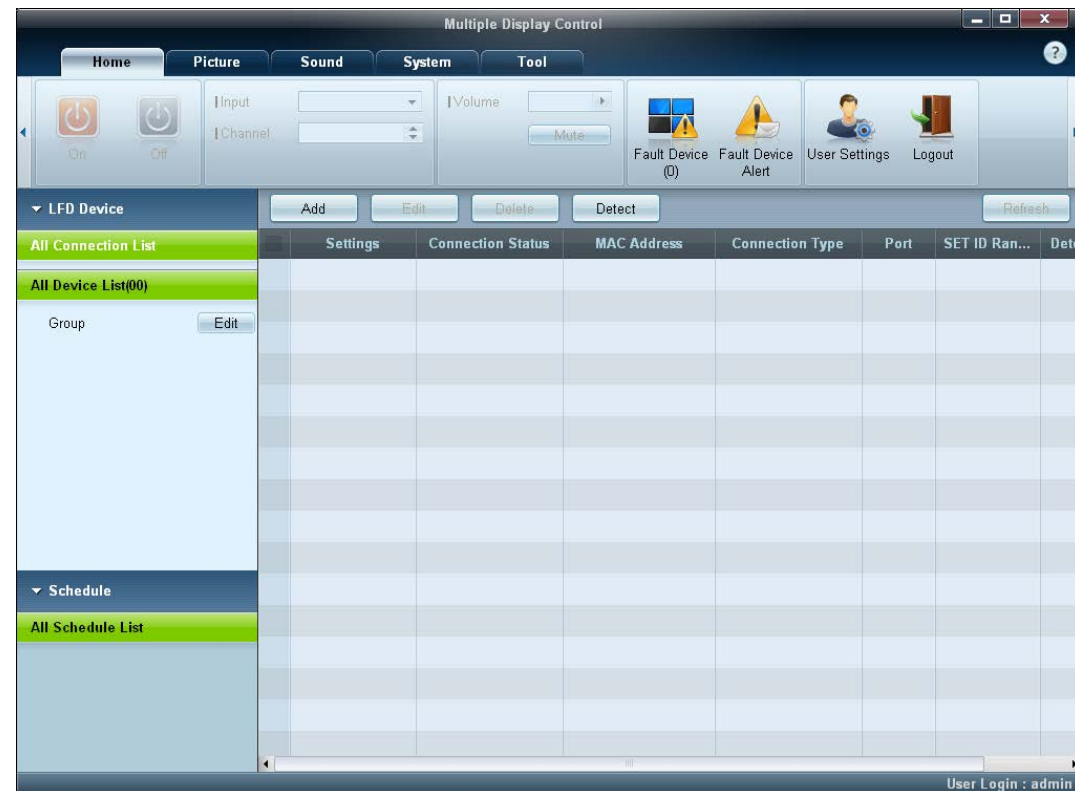 Multiple Display Control
Home Picture Sound System Tool
Input
Channel
On Off
Volume
Mute
Fault Device
(0)
Fault Device
Alert
User Settings
Logout
LFD Device
Add Edit Delete Detect Refresh
All Connection List
Settings Connection Status MAC Address Connection Type Port SET ID Ran... Det
All Device List(00)
Group Edit
Schedule
All Schedule List
User Login : admin